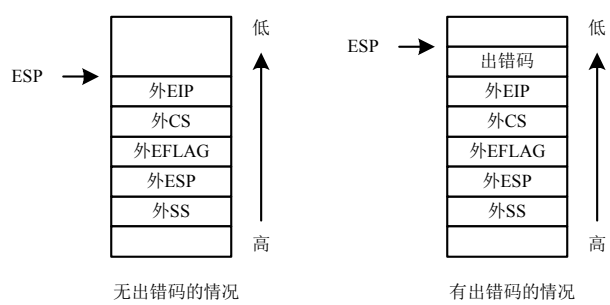 低
ESP
外EIP
外CS
外EFLAG
外ESP
外SS
高
无出错码的情况
低
ESP
出错码
外EIP
外CS
外EFLAG
外ESP
外SS
高
有出错码的情况